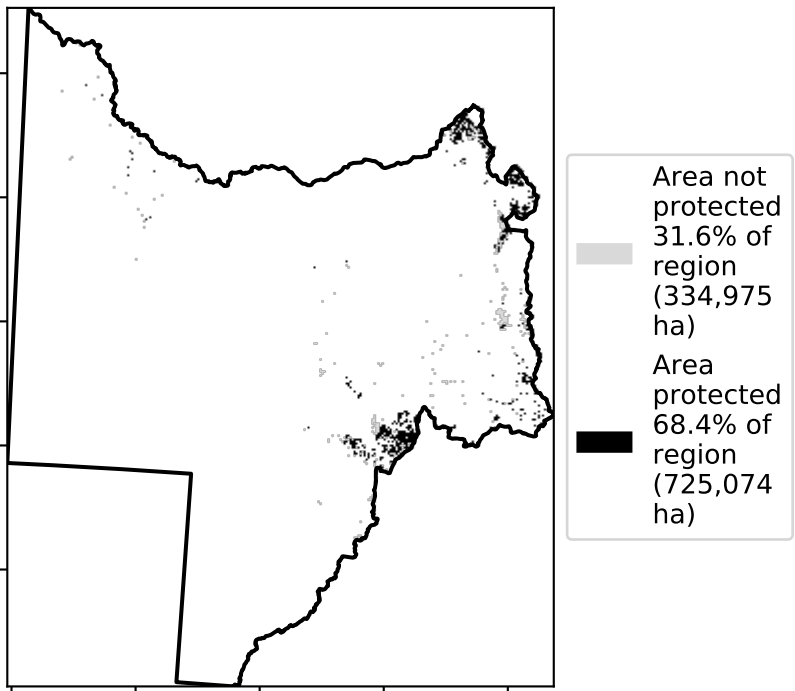 Area not
protected
31.6% of
region
(334,975
ha)
Area
protected
68.4% of
region
(725,074
ha)